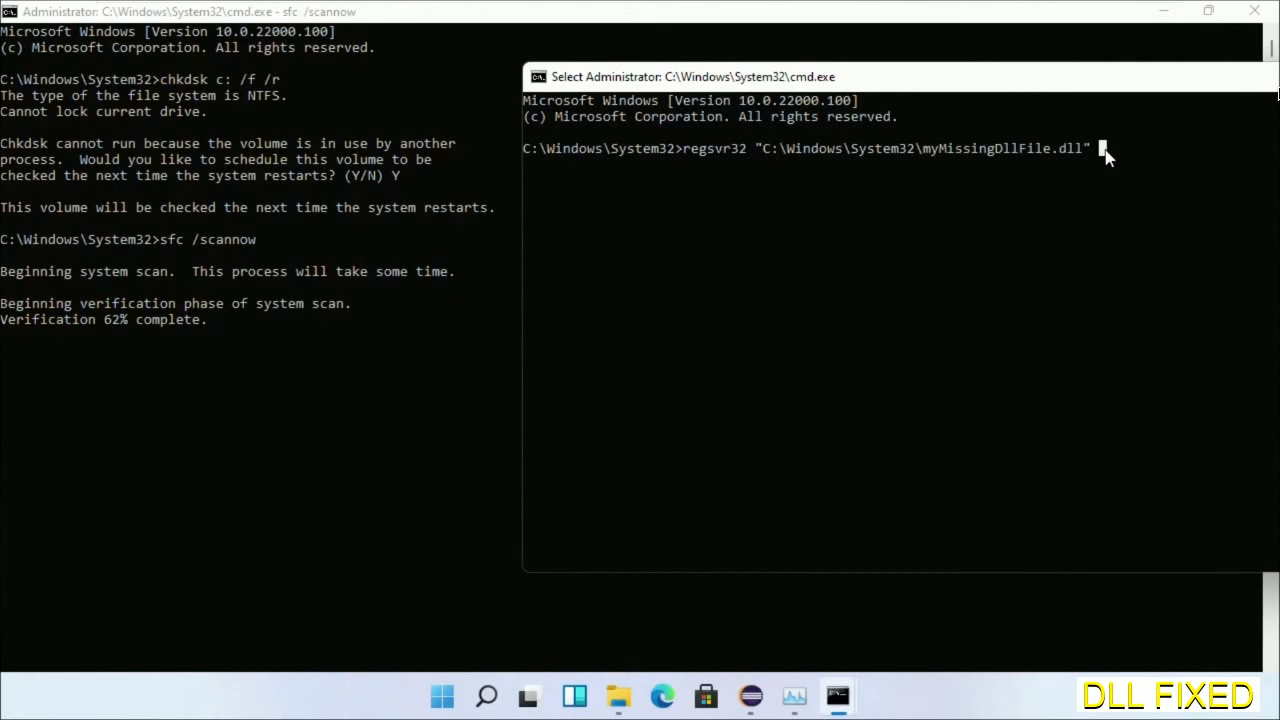 Administrator: C:\Windows\System32\cmd.exe - sfc /scannow
Microsoft Windows [Version 10.0.22000.100]
(c) Microsoft Corporation. All rights reserved.
C:\Windows\System32>chkdsk c: /f /r
The type of the file system is NTFS.
Cannot lock current drive.
Chkdsk cannot run because the volume is in use by another
process.  Would you like to schedule this volume to be
checked the next time the system restarts? (Y/N) Y
This volume will be checked the next time the system restarts.
C:\Windows\System32>sfc /scannow
Beginning system scan.  This process will take some time.
Beginning verification phase of system scan.
Verification 62% complete.
Select Administrator: C:\Windows\System32\cmd.exe
Microsoft Windows [Version 10.0.22000.100]
(c) Microsoft Corporation. All rights reserved.
C:\Windows\System32>regsvr32 "C:\Windows\System32\myMissingDllFile.dll"
DLL FIXED